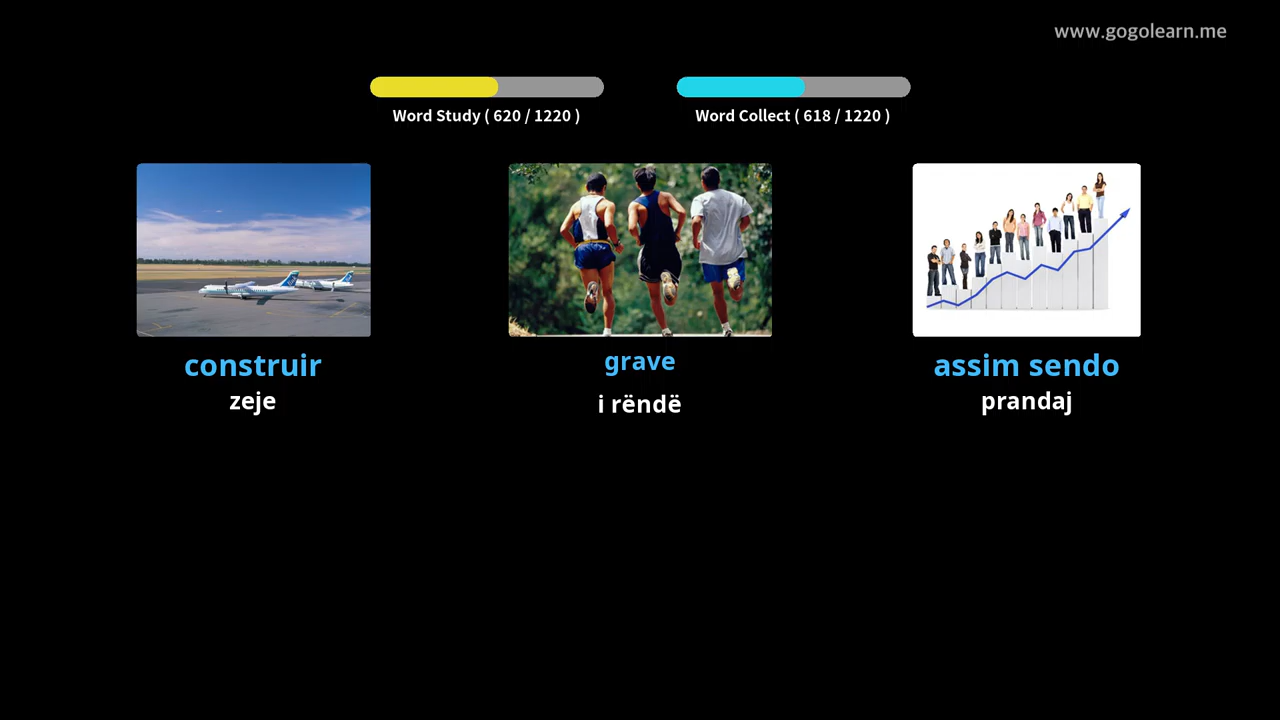 www.gogolearn.me
Word Study ( 620 / 1220 )
Word Collect ( 618 / 1220 )
construir
zeje
grave
i rëndë
assim sendo
prandaj